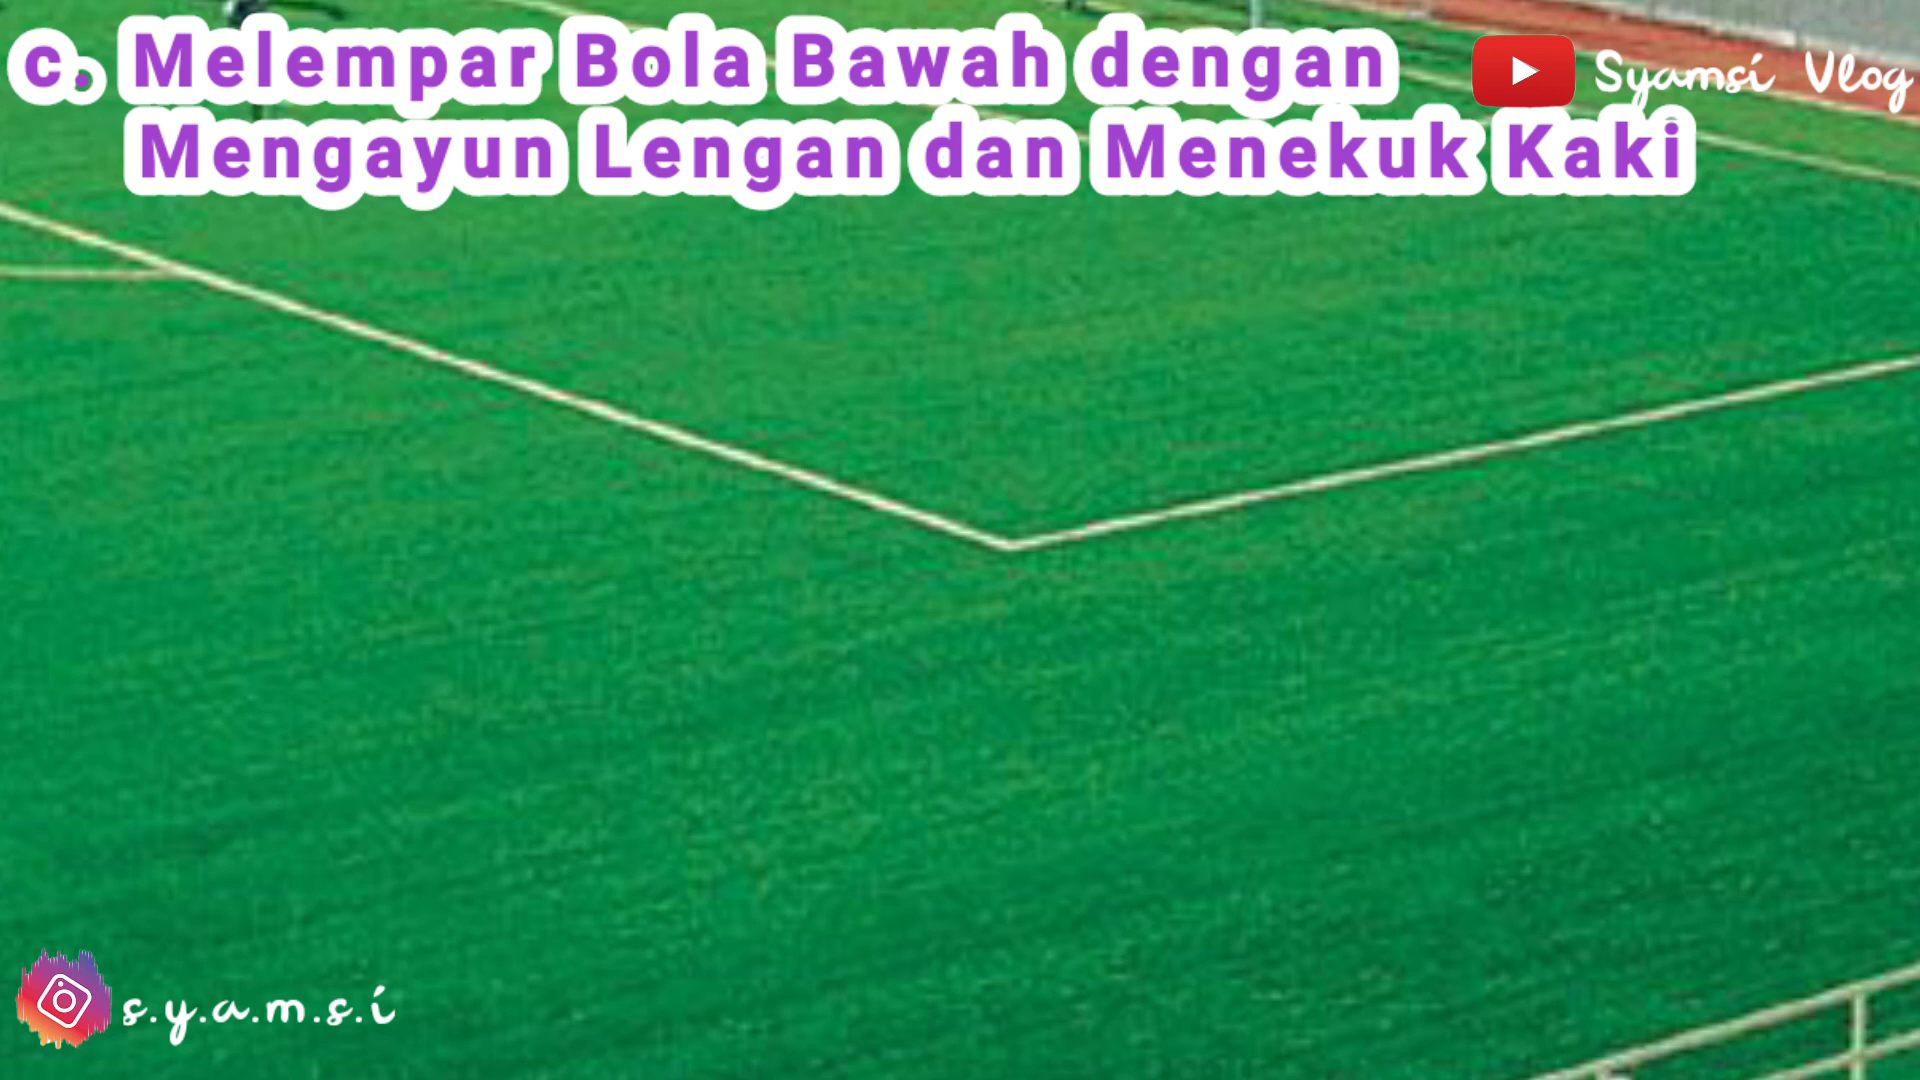 c. Melempar Bola Bawah dengan
Mengayun Lengan dan Menekuk Kaki
Syamsi Vlog
s.y.a.m.s.i